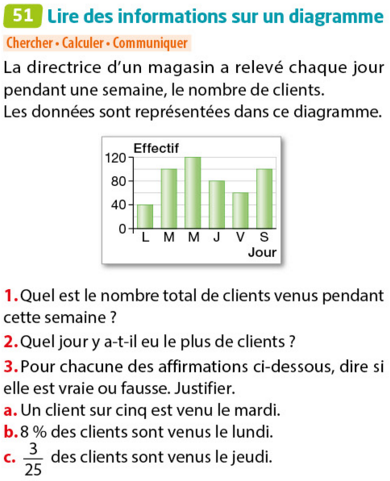 51 Lire des informations sur un diagramme
Chercher • Calculer • Communiquer
La directrice d'un magasin a relevé chaque jour
pendant une semaine, le nombre de clients.
Les données sont représentées dans ce diagramme.
Effectif
120
80
40
0
L M M J V S
Jour
1. Quel est le nombre total de clients venus pendant
cette semaine ?
2. Quel jour y a-t-il eu le plus de clients ?
3. Pour chacune des affirmations ci-dessous, dire si
elle est vraie ou fausse. Justifier.
a. Un client sur cinq est venu le mardi.
b. 8 % des clients sont venus le lundi.
c. 3/25 des clients sont venus le jeudi.